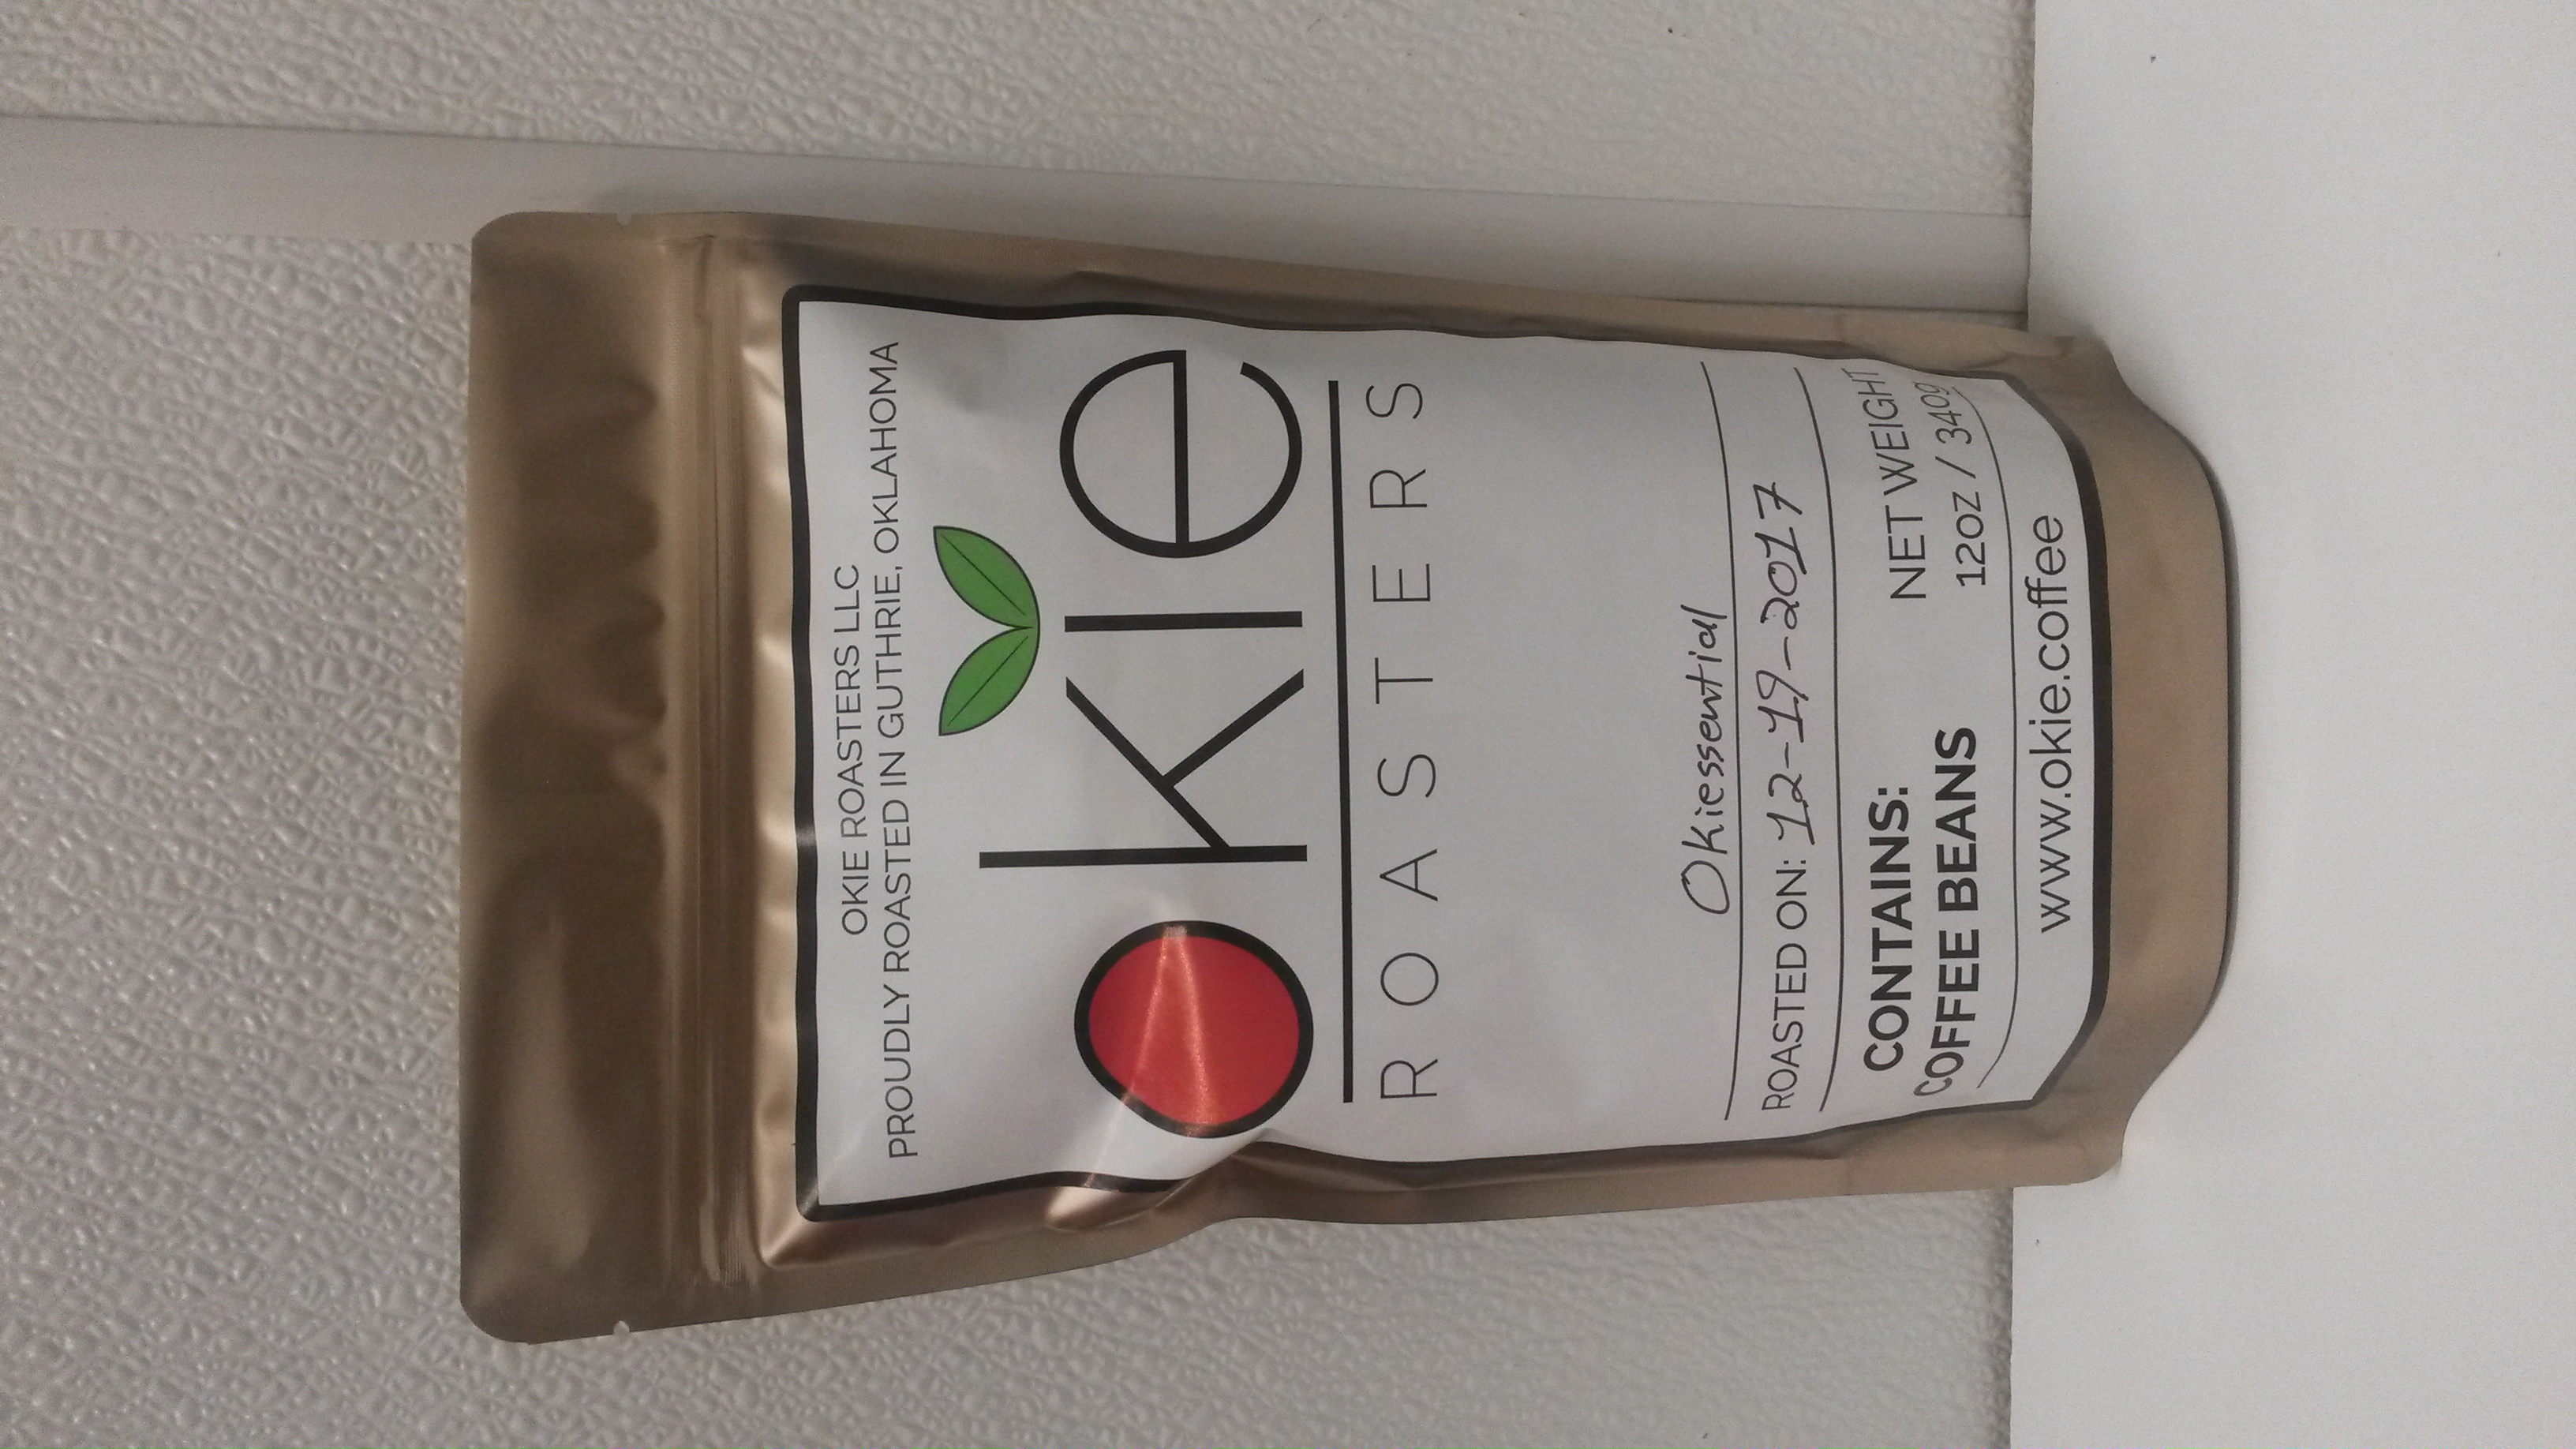 OKIE ROASTERS LLC
PROUDLY ROASTED IN GUTHRIE, OKLAHOMA
okie
ROASTERS
Okiessential
ROASTED ON: 12-19-2017
CONTAINS:
COFFEE BEANS
NET WEIGHT
12oz / 340g
www.okie.coffee